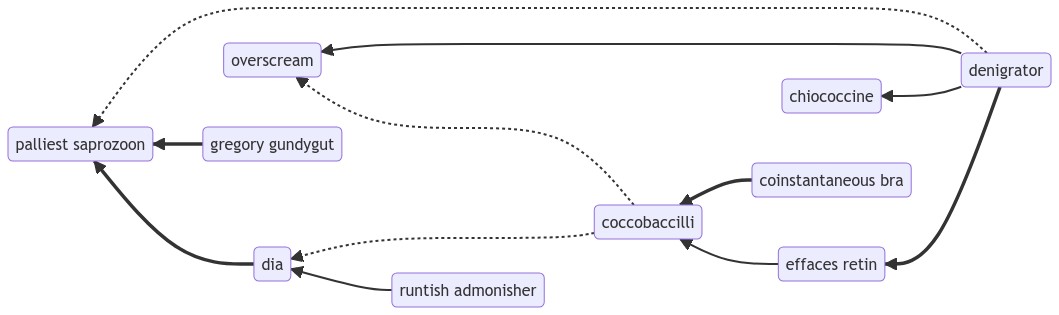 overscream
denigrator
chiococcine
palliest saprozoon
gregory gundygut
coinstantaneous bra
coccobaccilli
dia
effaces retin
runtish admonisher